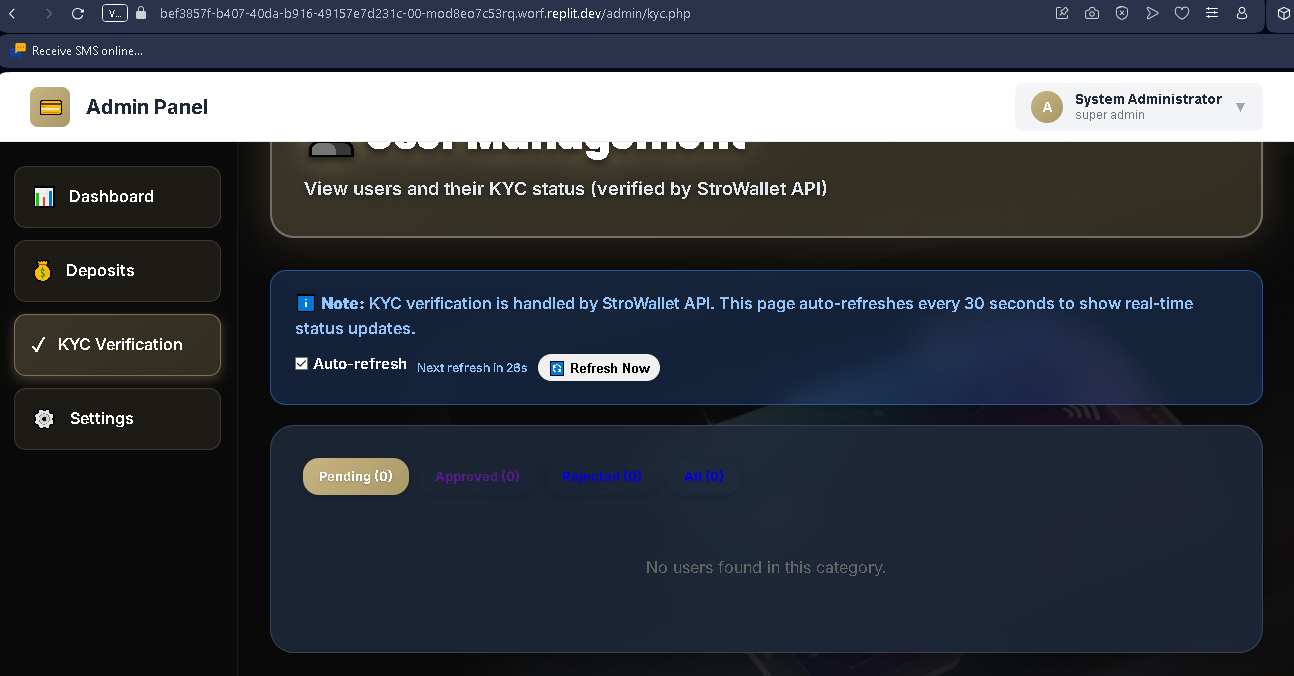 V...
bef3857f-b407-40da-b916-49157e7d231c-00-mod8eo7c53rq.worf.replit.dev/admin/kyc.php
Receive SMS online...
Admin Panel
A
System Administrator
super admin
Dashboard
Deposits
KYC Verification
Settings
User Management
View users and their KYC status (verified by StroWallet API)
Note: KYC verification is handled by StroWallet API. This page auto-refreshes every 30 seconds to show real-time
status updates.
Auto-refresh Next refresh in 26s Refresh Now
Pending (0) Approved (0) Rejected (0) All (0)
No users found in this category.